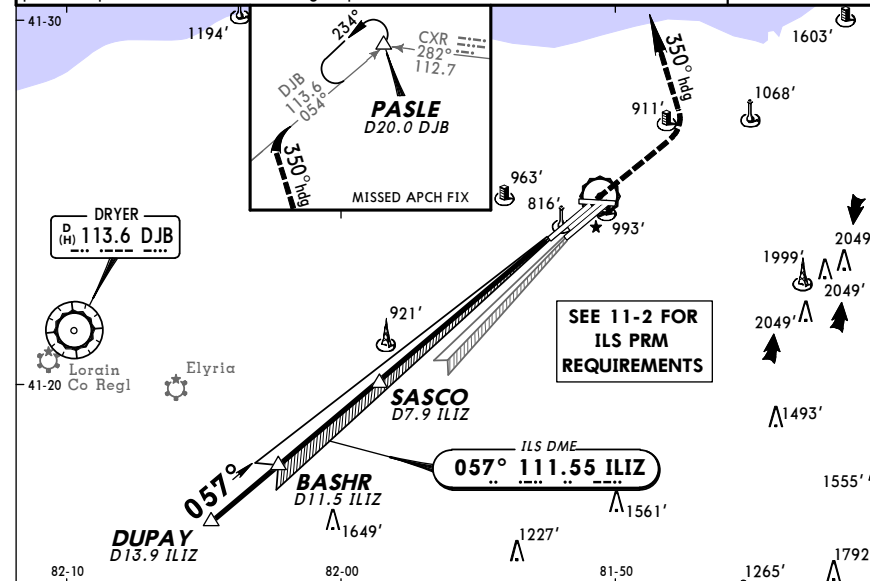 41-30
1194'
234°
CXR
282°
112.7
DJB
113.6
054°
PASLE
D20.0 DJB
350° hdg
MISSED APCH FIX
350° hdg
911'
1603'
1068'
963'
816'
993'
DRYER
D
(H) 113.6 DJB
2049
1999'
2049'
2049'
921'
SEE 11-2 FOR
ILS PRM
REQUIREMENTS
Lorain
Co Regl
Elyria
41-20
SASCO
D7.9 ILIZ
1493'
ILS DME
057° 111.55 ILIZ
057°
BASHR
D11.5 ILIZ
1555'
1561'
DUPAY
D13.9 ILIZ
1649'
1227'
1792
82-10
82-00
81-50
1265'